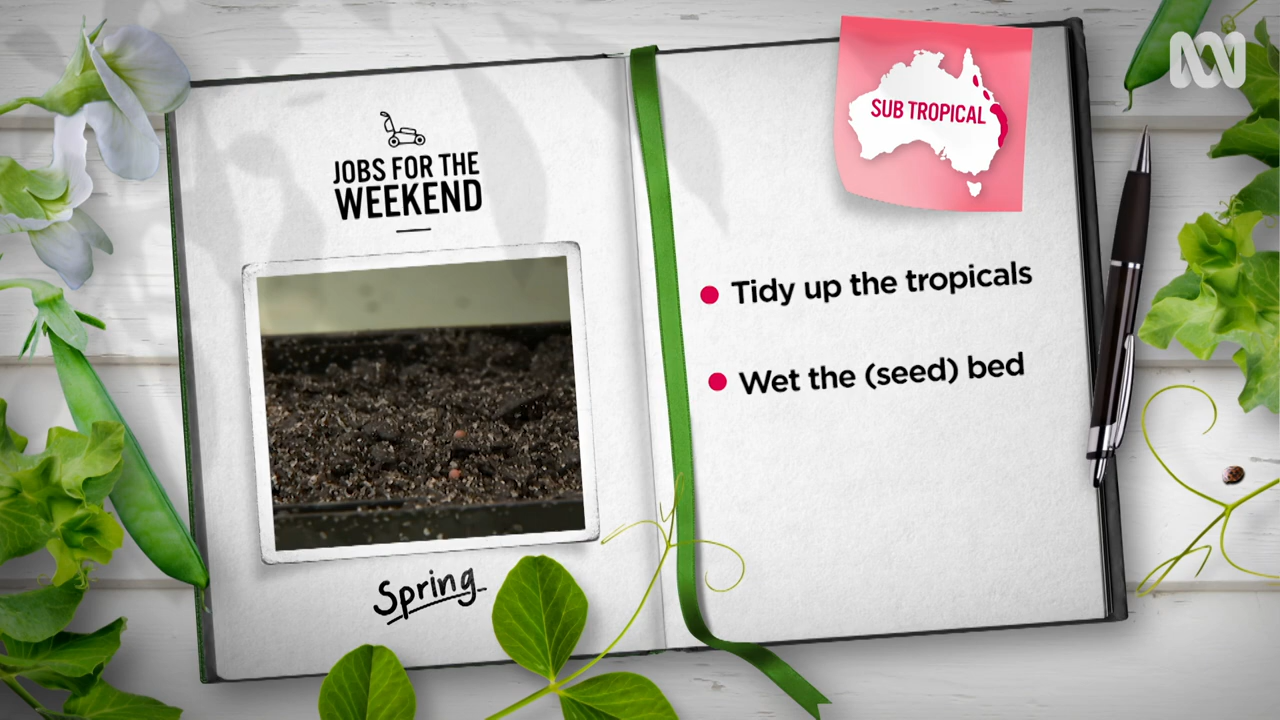 JOBS FOR THE
WEEKEND
Spring
SUB TROPICAL
Tidy up the tropicals
Wet the (seed) bed